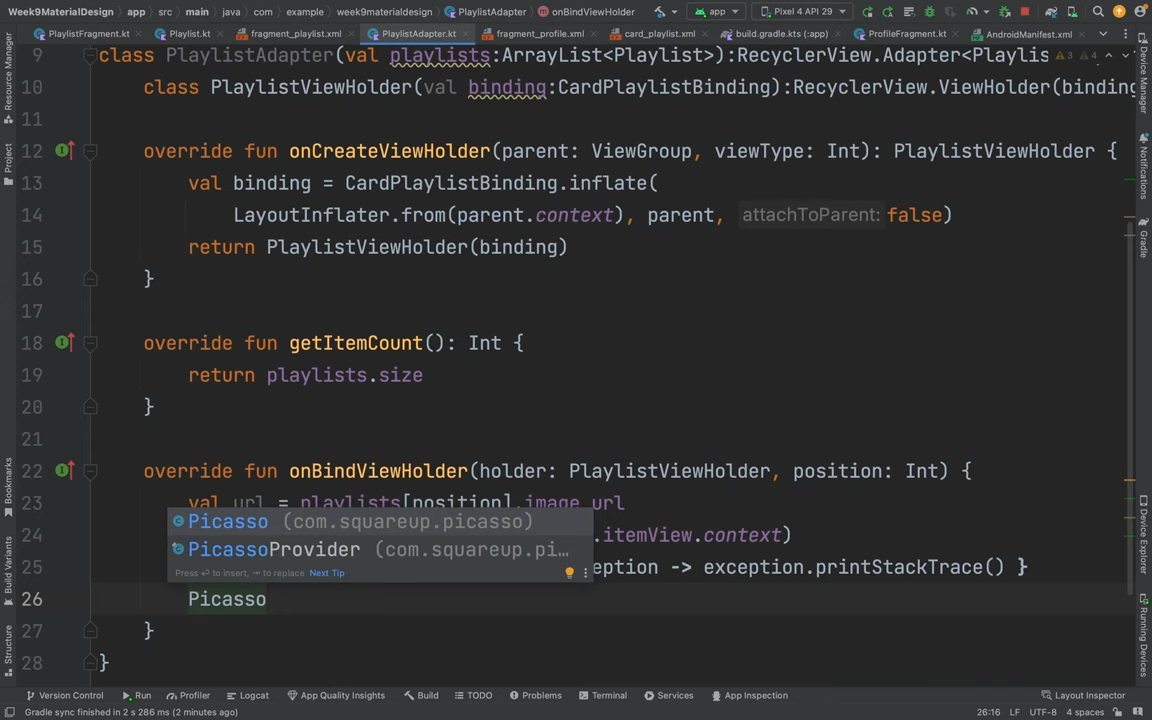 Week9MaterialDesign app src main java com example week9materialdesign PlaylistAdapter onBindViewHolder app Pixel 4 API 29
PlaylistFragment.kt Playlist.kt fragment_playlist.xml PlaylistAdapter.kt fragment_profile.xml card_playlist.xml build.gradle.kts (:app) ProfileFragment.kt AndroidManifest.xml
9 class PlaylistAdapter(val playlists:ArrayList<Playlist>):RecyclerView.Adapter<Playlis 3 4
10 class PlaylistViewHolder(val binding:CardPlaylistBinding):RecyclerView.ViewHolder(binding
11
12 override fun onCreateViewHolder(parent: ViewGroup, viewType: Int): PlaylistViewHolder {
13 val binding = CardPlaylistBinding.inflate(
14 LayoutInflater.from(parent.context), parent, attachToParent: false)
15 return PlaylistViewHolder(binding)
16 }
17
18 override fun getItemCount(): Int {
19 return playlists.size
20 }
21
22 override fun onBindViewHolder(holder: PlaylistViewHolder, position: Int) {
23 val url = playlists[position].image_url
Picasso (com.squareup.picasso)
24 .itemView.context)
PicassoProvider (com.squareup.pi...
25 eption -> exception.printStackTrace() }
Press ⏎ to insert, ⇥ to replace Next Tip
26 Picasso
27 }
28 }
Resource Manager
Project
Bookmarks
Build Variants
Structure
Device Manager
Notifications
Gradle
Device Explorer
Running Devices
Version Control Run Profiler Logcat App Quality Insights Build TODO Problems Terminal Services App Inspection Layout Inspector
Gradle sync finished in 2 s 286 ms (2 minutes ago) 26:16 LF UTF-8 4 spaces